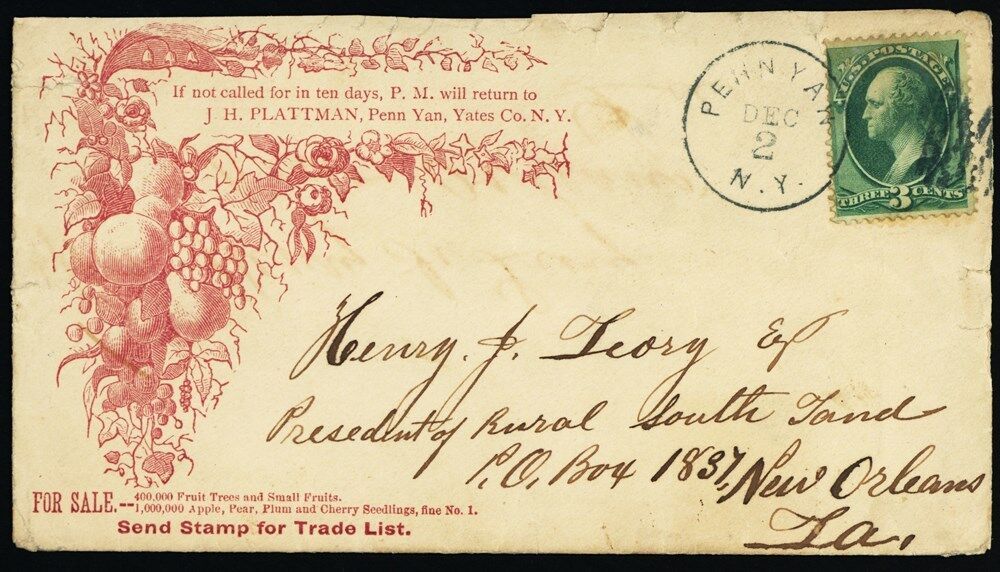 If not called for in ten days, P. M. will return to
J. H. PLATTMAN, Penn Yan, Yates Co. N. Y.
PENN YAN
DEC
2
N. Y.
U.S. POSTAGE
THREE 3 CENTS
Henry. J. Leory Esq
Presedent of Rural South Land
P.O. Box 1837, New Orleans
La,
FOR SALE.--400,000 Fruit Trees and Small Fruits.
1,000,000 Apple, Pear, Plum and Cherry Seedlings, fine No. 1.
Send Stamp for Trade List.